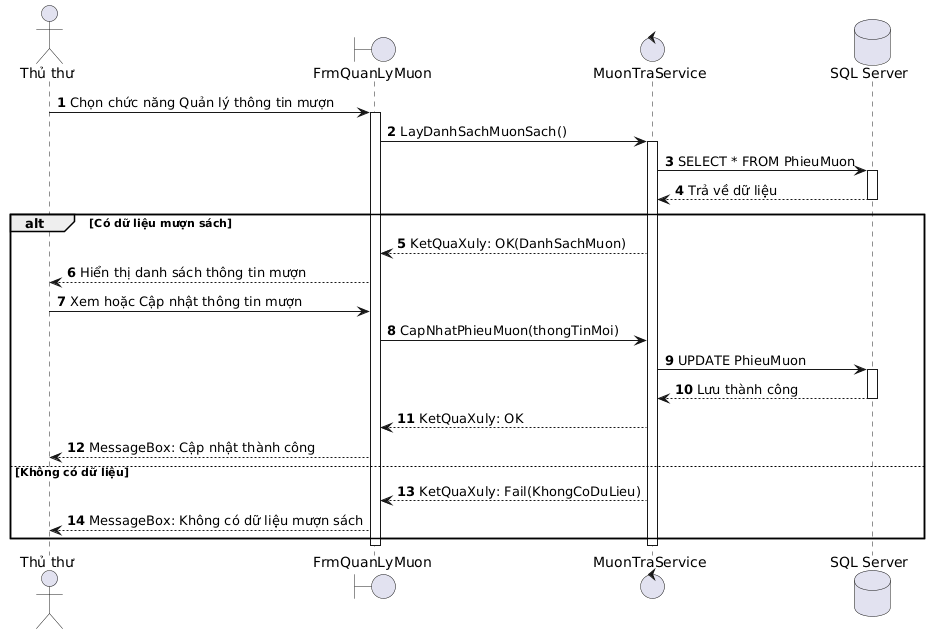 Thủ thư
FrmQuanLyMuon
MuonTraService
SQL Server
1 Chọn chức năng Quản lý thông tin mượn
2 LayDanhSachMuonSach()
3 SELECT * FROM PhieuMuon
4 Trả về dữ liệu
alt [Có dữ liệu mượn sách]
5 KetQuaXuly: OK(DanhSachMuon)
6 Hiển thị danh sách thông tin mượn
7 Xem hoặc Cập nhật thông tin mượn
8 CapNhatPhieuMuon(thongTinMoi)
9 UPDATE PhieuMuon
10 Lưu thành công
11 KetQuaXuly: OK
12 MessageBox: Cập nhật thành công
[Không có dữ liệu]
13 KetQuaXuly: Fail(KhongCoDuLieu)
14 MessageBox: Không có dữ liệu mượn sách
Thủ thư
FrmQuanLyMuon
MuonTraService
SQL Server